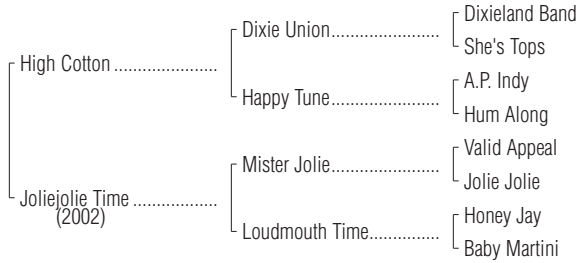 Dixieland Band
Dixie Union
She's Tops
High Cotton
A.P. Indy
Happy Tune
Hum Along
Valid Appeal
Mister Jolie
Jolie Jolie
Joliejolie Time
(2002)
Honey Jay
Loudmouth Time
Baby Martini